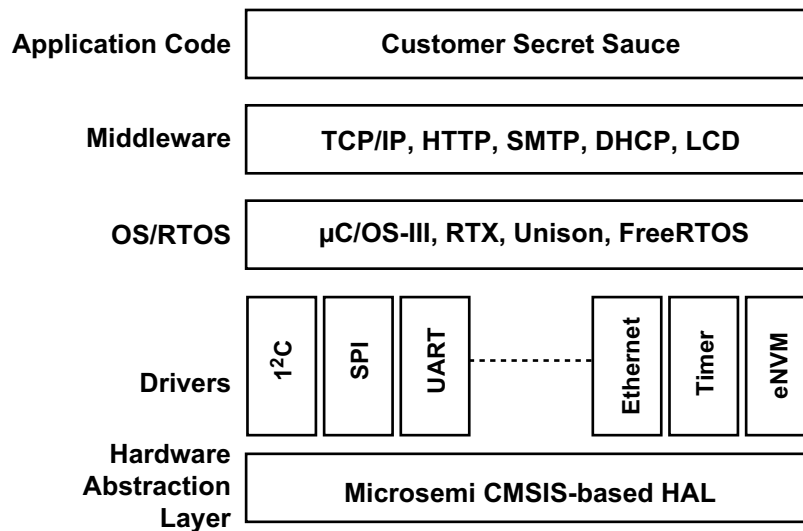 Application Code
Customer Secret Sauce
Middleware
TCP/IP, HTTP, SMTP, DHCP, LCD
OS/RTOS
µC/OS-III, RTX, Unison, FreeRTOS
Drivers
1²C
SPI
UART
Ethernet
Timer
eNVM
Hardware
Abstraction
Layer
Microsemi CMSIS-based HAL